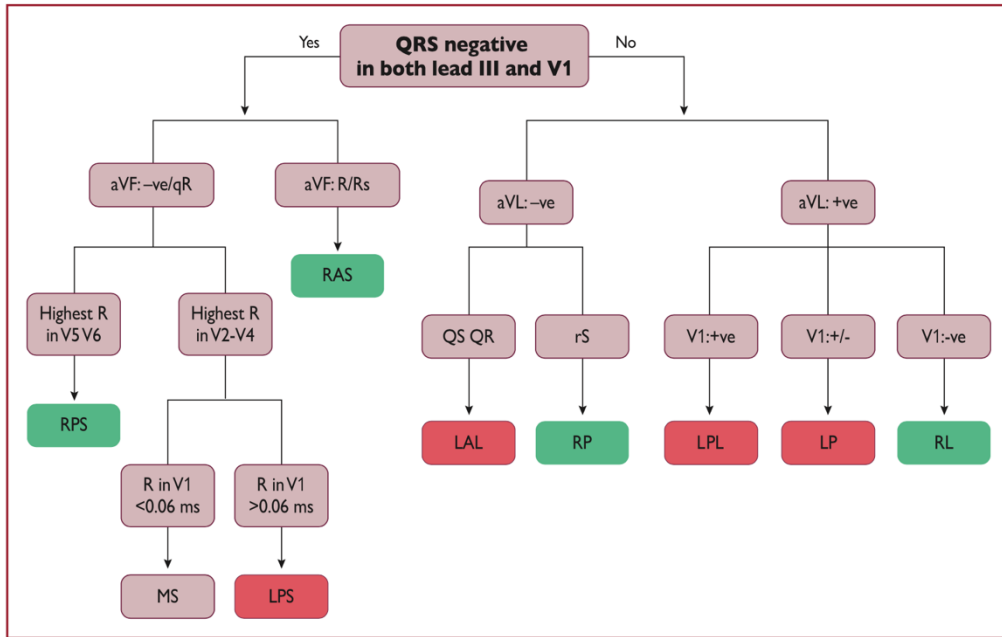 Yes
QRS negative
in both lead III and V1
No
aVF: –ve/qR
aVF: R/Rs
aVL: –ve
aVL: +ve
RAS
Highest R
in V5 V6
Highest R
in V2-V4
QS QR
rS
V1:+ve
V1:+/-
V1:-ve
RPS
LAL
RP
LPL
LP
RL
R in V1
<0.06 ms
R in V1
>0.06 ms
MS
LPS